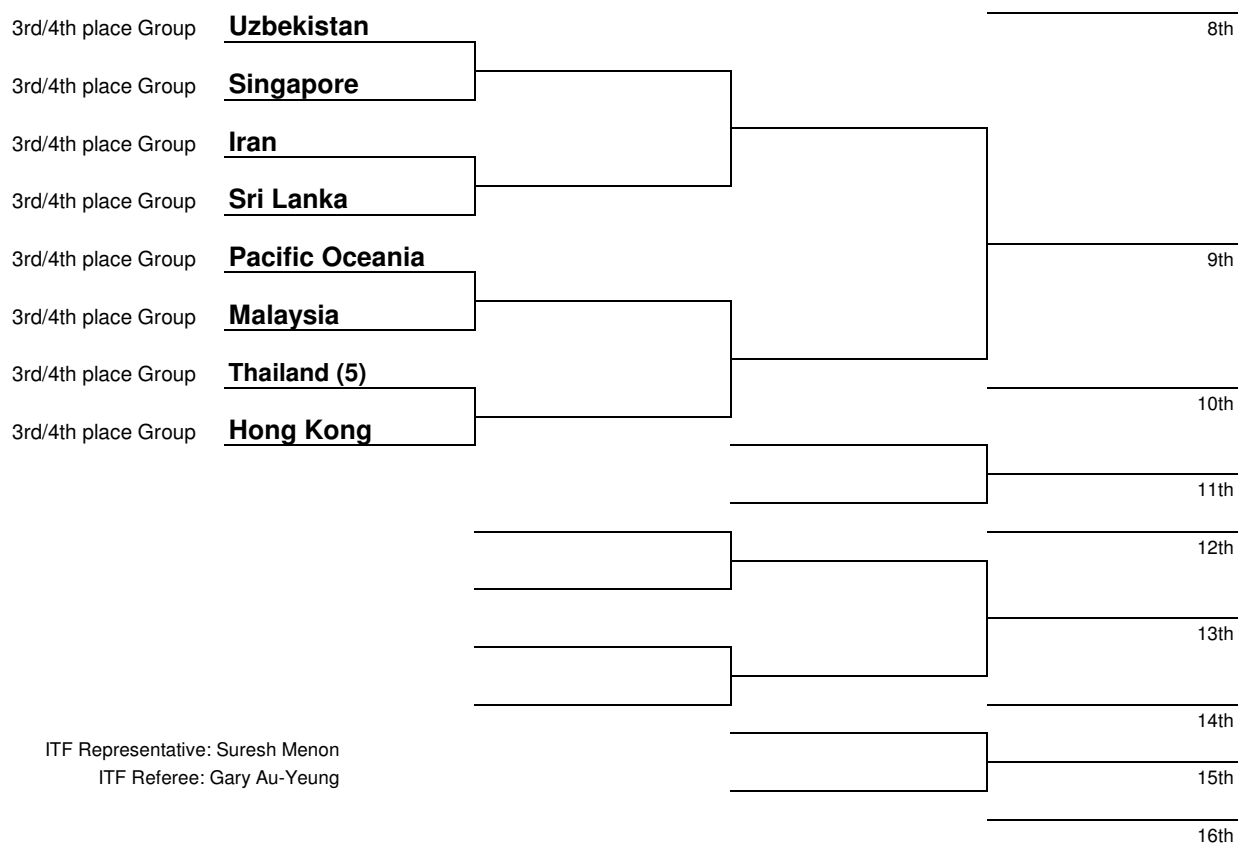 3rd/4th place Group Uzbekistan
8th
3rd/4th place Group Singapore
3rd/4th place Group Iran
3rd/4th place Group Sri Lanka
3rd/4th place Group Pacific Oceania
9th
3rd/4th place Group Malaysia
3rd/4th place Group Thailand (5)
10th
3rd/4th place Group Hong Kong
11th
12th
13th
14th
ITF Representative: Suresh Menon
ITF Referee: Gary Au-Yeung
15th
16th